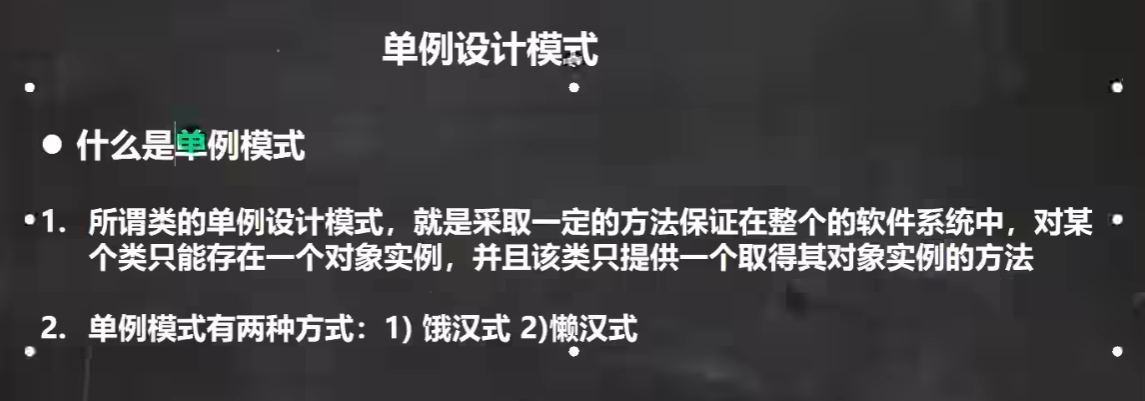 单例设计模式
● 什么是单例模式
1. 所谓类的单例设计模式，就是采取一定的方法保证在整个的软件系统中，对某
个类只能存在一个对象实例，并且该类只提供一个取得其对象实例的方法
2. 单例模式有两种方式：1) 饿汉式 2)懒汉式